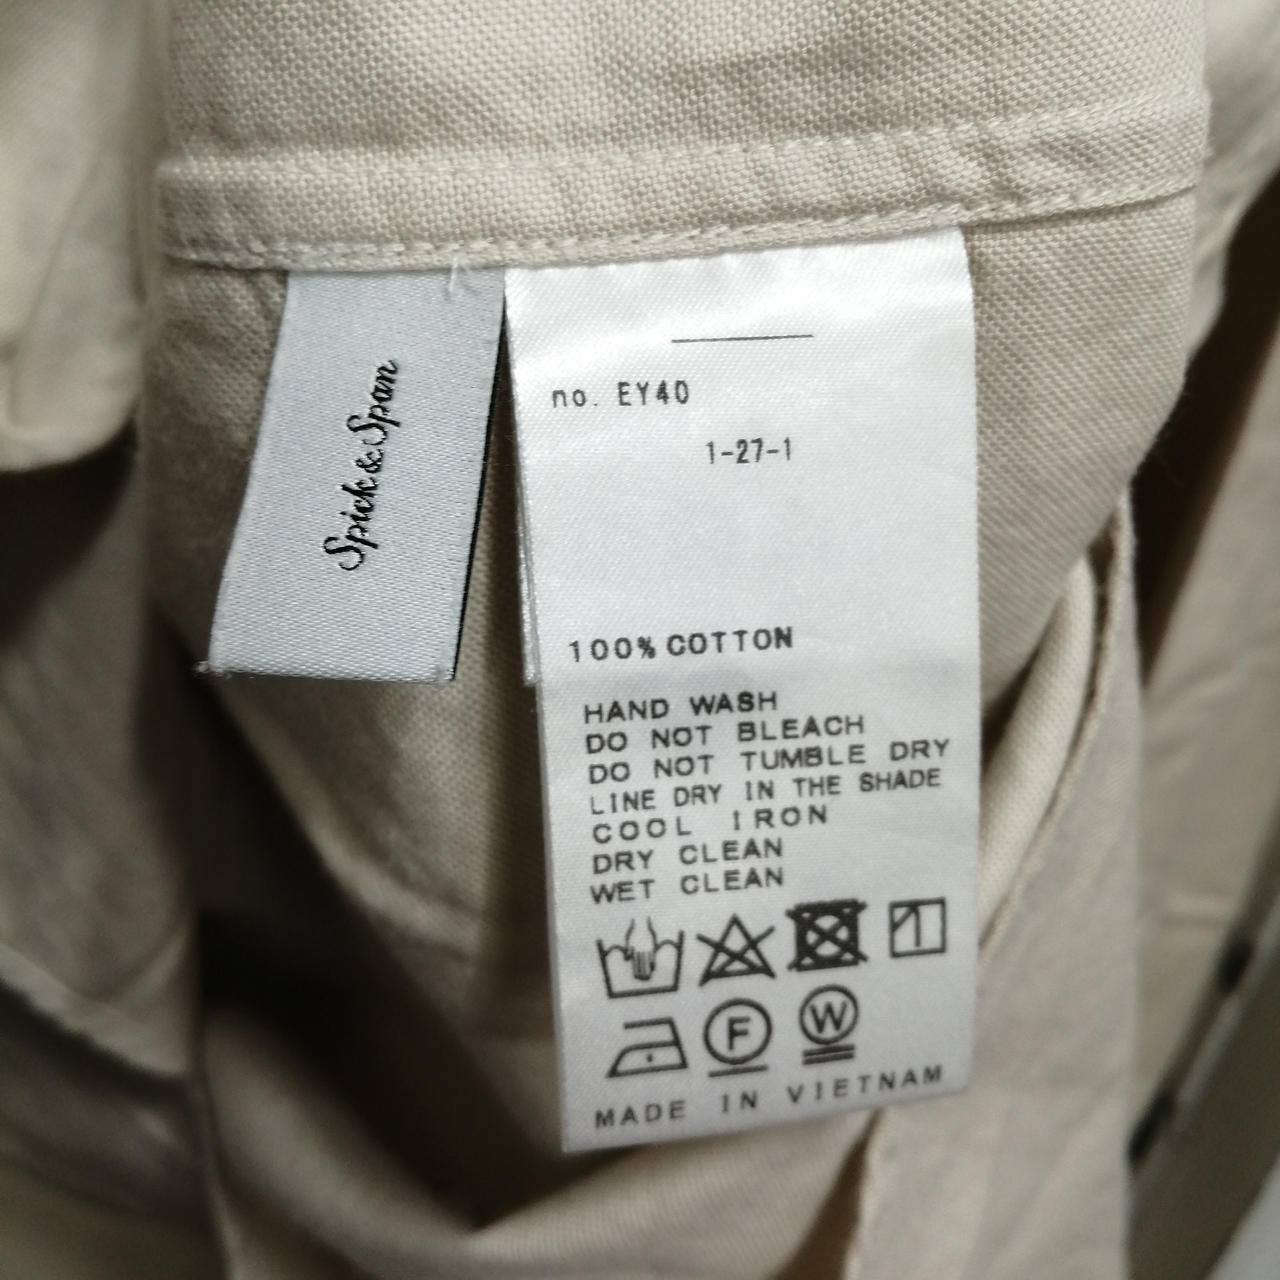 Spick & Span
no. EY40
1-27-1
100% COTTON
HAND WASH
DO NOT BLEACH
DO NOT TUMBLE DRY
LINE DRY IN THE SHADE
COOL IRON
DRY CLEAN
WET CLEAN
F
W
MADE IN VIETNAM